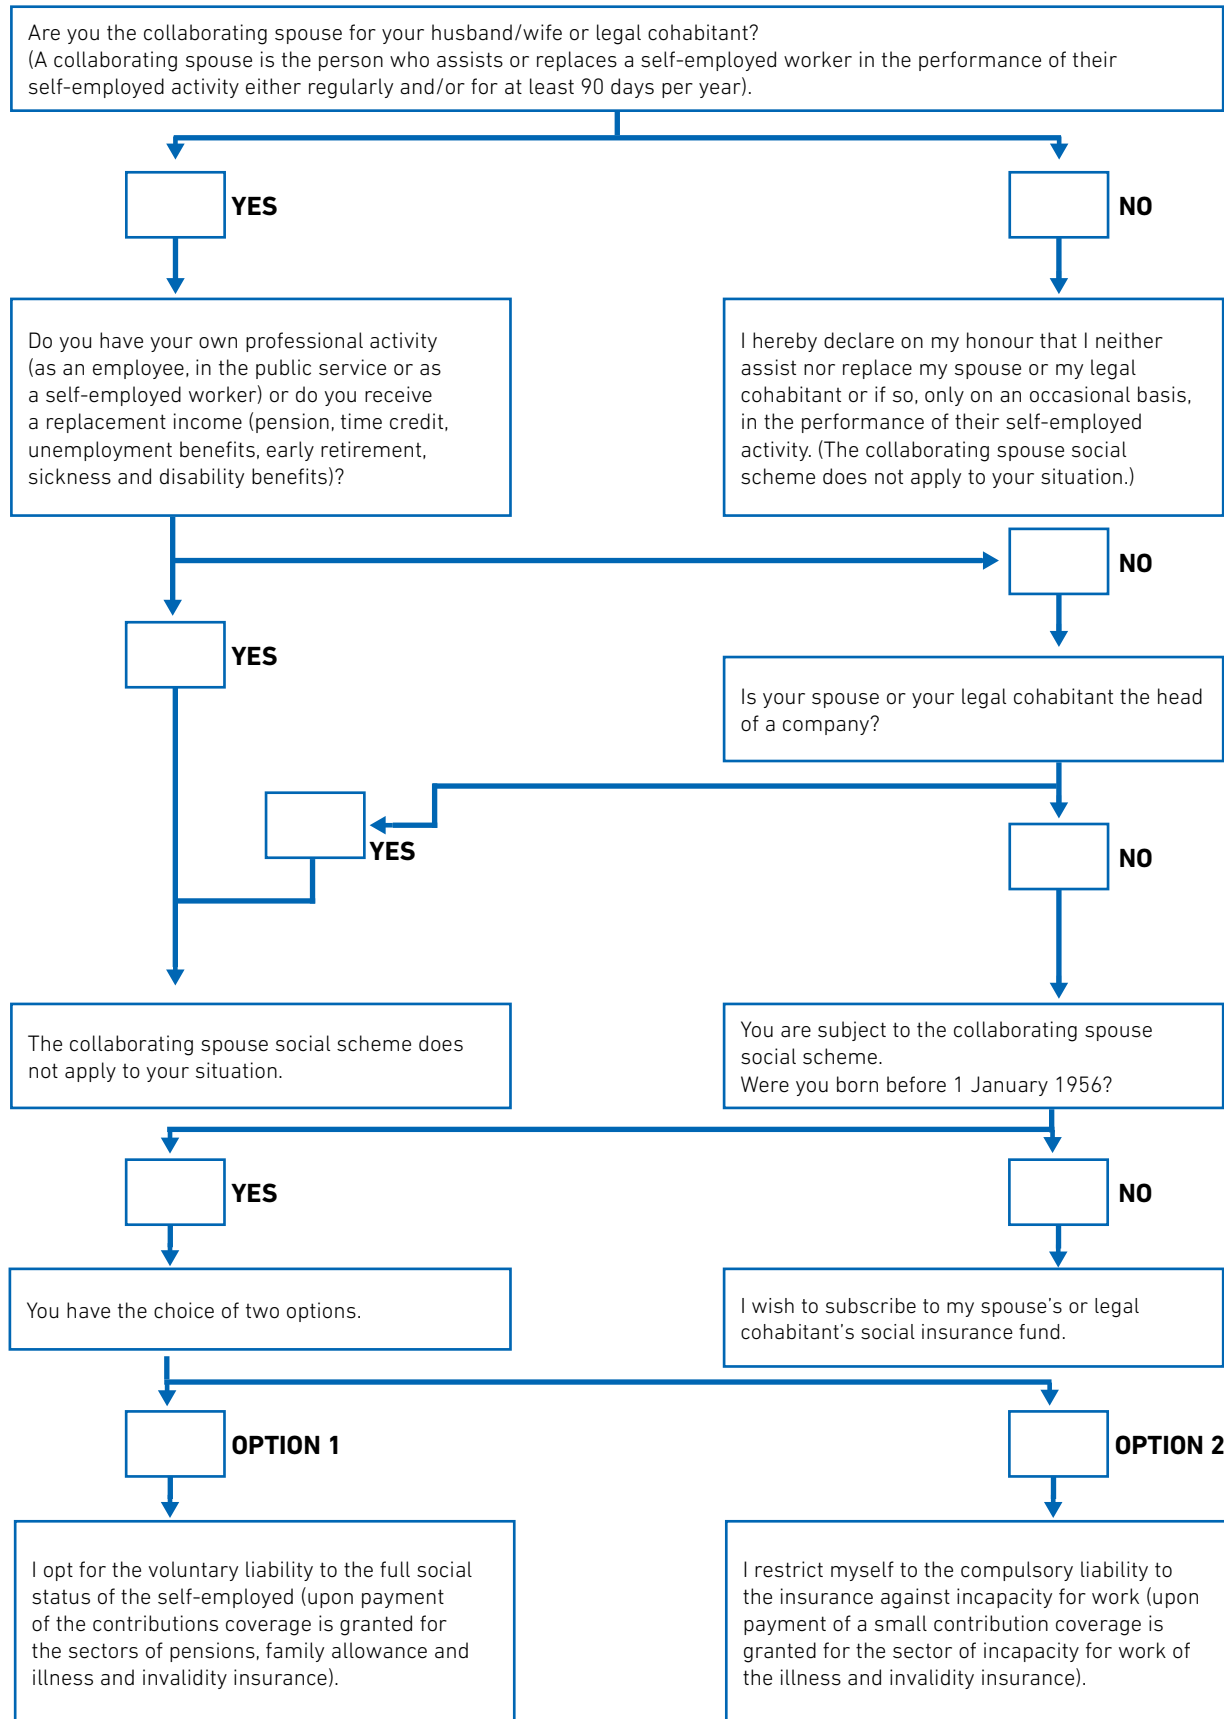 Are you the collaborating spouse for your husband/wife or legal cohabitant?
(A collaborating spouse is the person who assists or replaces a self-employed worker in the performance of their
self-employed activity either regularly and/or for at least 90 days per year).
YES
NO
Do you have your own professional activity
(as an employee, in the public service or as
a self-employed worker) or do you receive
a replacement income (pension, time credit,
unemployment benefits, early retirement,
sickness and disability benefits)?
I hereby declare on my honour that I neither
assist nor replace my spouse or my legal
cohabitant or if so, only on an occasional basis,
in the performance of their self-employed
activity. (The collaborating spouse social
scheme does not apply to your situation.)
NO
YES
Is your spouse or your legal cohabitant the head
of a company?
YES
NO
The collaborating spouse social scheme does
not apply to your situation.
You are subject to the collaborating spouse
social scheme.
Were you born before 1 January 1956?
YES
NO
You have the choice of two options.
I wish to subscribe to my spouse's or legal
cohabitant's social insurance fund.
OPTION 1
OPTION 2
I opt for the voluntary liability to the full social
status of the self-employed (upon payment
of the contributions coverage is granted for
the sectors of pensions, family allowance and
illness and invalidity insurance).
I restrict myself to the compulsory liability to
the insurance against incapacity for work (upon
payment of a small contribution coverage is
granted for the sector of incapacity for work of
the illness and invalidity insurance).